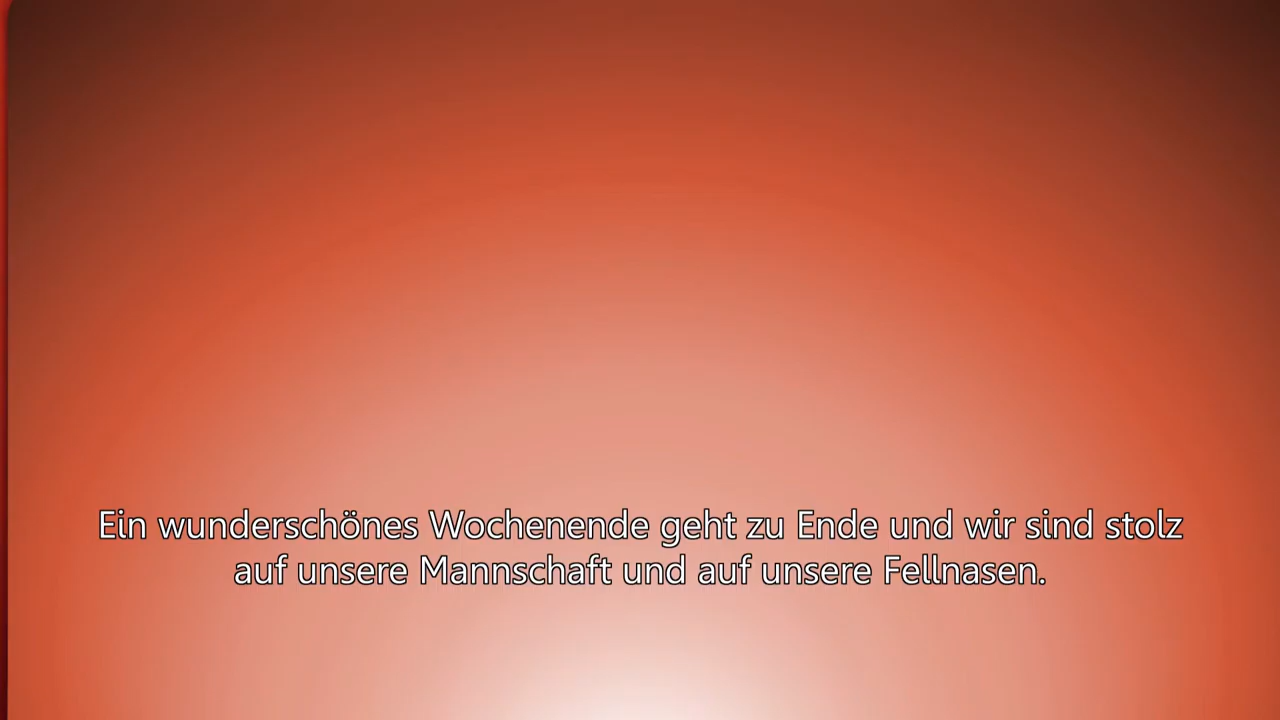 Ein wunderschönes Wochenende geht zu Ende und wir sind stolz
auf unsere Mannschaft und auf unsere Fellnasen.